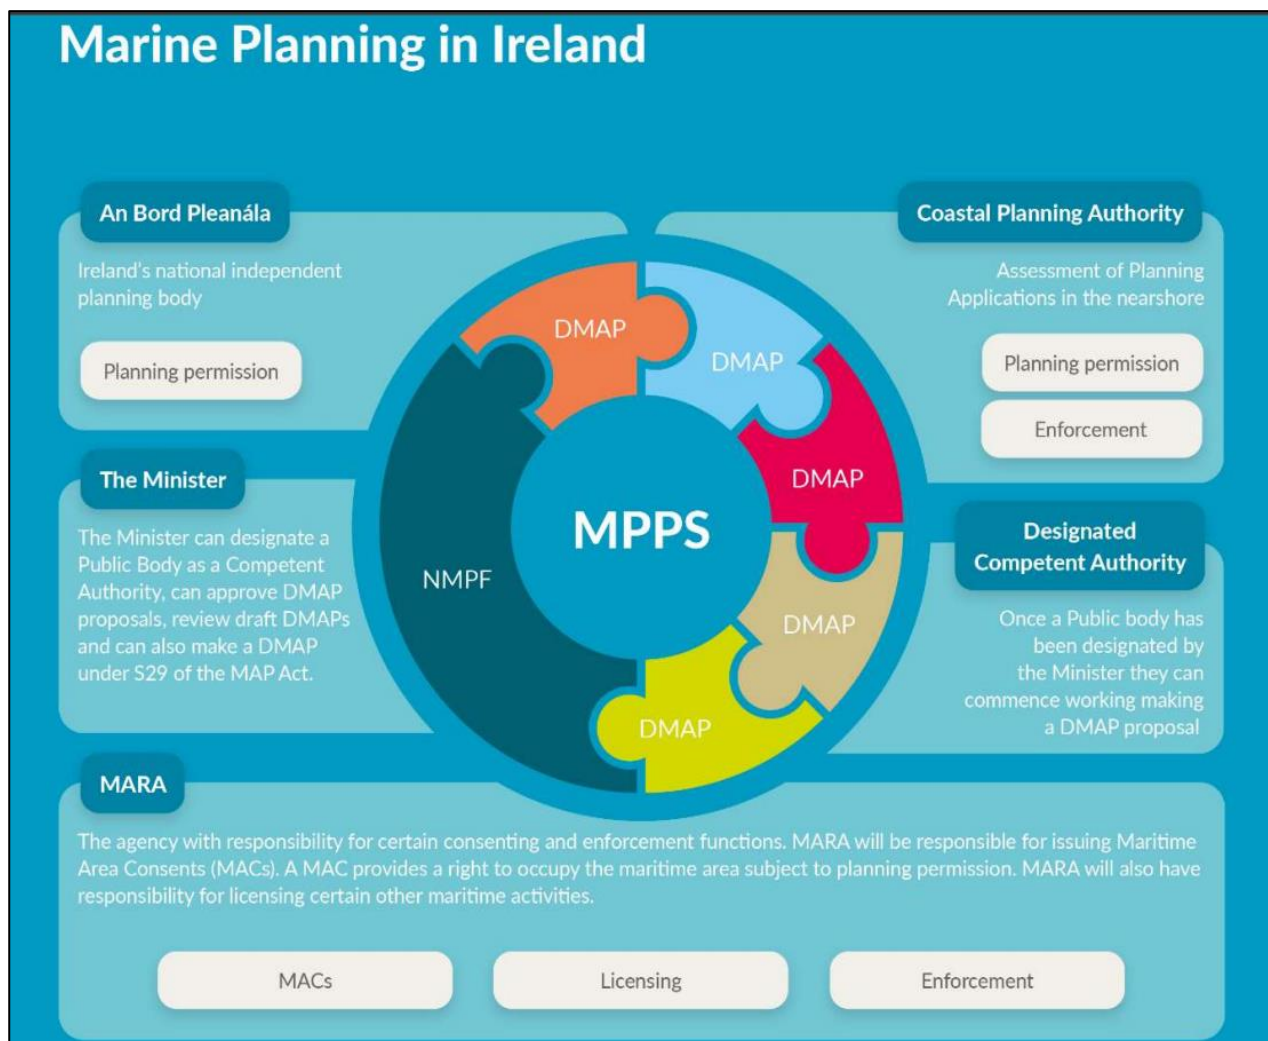 Marine Planning in Ireland
An Bord Pleanála
Ireland's national independent
planning body
Planning permission
Coastal Planning Authority
Assessment of Planning
Applications in the nearshore
Planning permission
Enforcement
The Minister
The Minister can designate a
Public Body as a Competent
Authority, can approve DMAP
proposals, review draft DMAPs
and can also make a DMAP
under S29 of the MAP Act.
DMAP
DMAP
DMAP
DMAP
DMAP
NMPF
MPPS
Designated
Competent Authority
Once a Public body has
been designated by
the Minister they can
commence working making
a DMAP proposal
MARA
The agency with responsibility for certain consenting and enforcement functions. MARA will be responsible for issuing Maritime
Area Consents (MACs). A MAC provides a right to occupy the maritime area subject to planning permission. MARA will also have
responsibility for licensing certain other maritime activities.
MACs
Licensing
Enforcement